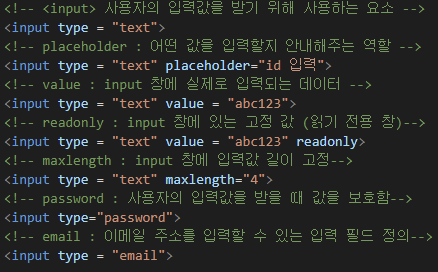 <!-- <input> 사용자의 입력값을 받기 위해 사용하는 요소 -->
<input type = "text">
<!-- placeholder : 어떤 값을 입력할지 안내해주는 역할 -->
<input type = "text" placeholder="id 입력">
<!-- value : input 창에 실제로 입력되는 데이터 -->
<input type = "text" value = "abc123">
<!-- readonly : input 창에 있는 고정 값 (읽기 전용 창)-->
<input type = "text" value = "abc123" readonly>
<!-- maxlength : input 창에 입력값 길이 고정-->
<input type = "text" maxlength="4">
<!-- password : 사용자의 입력값을 받을 때 값을 보호함-->
<input type="password">
<!-- email : 이메일 주소를 입력할 수 있는 입력 필드 정의-->
<input type = "email">